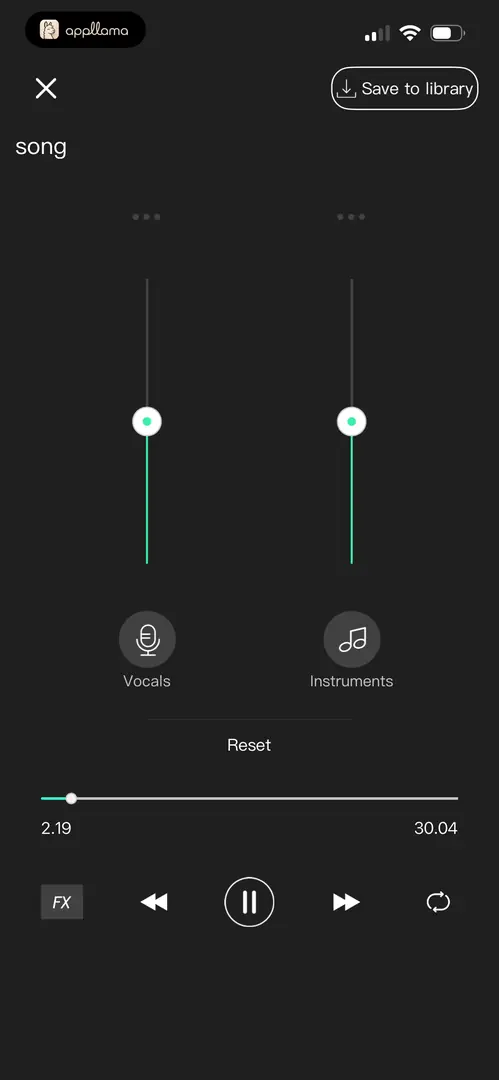 appllama
Save to library
song
Vocals
Instruments
Reset
2.19
30.04
FX